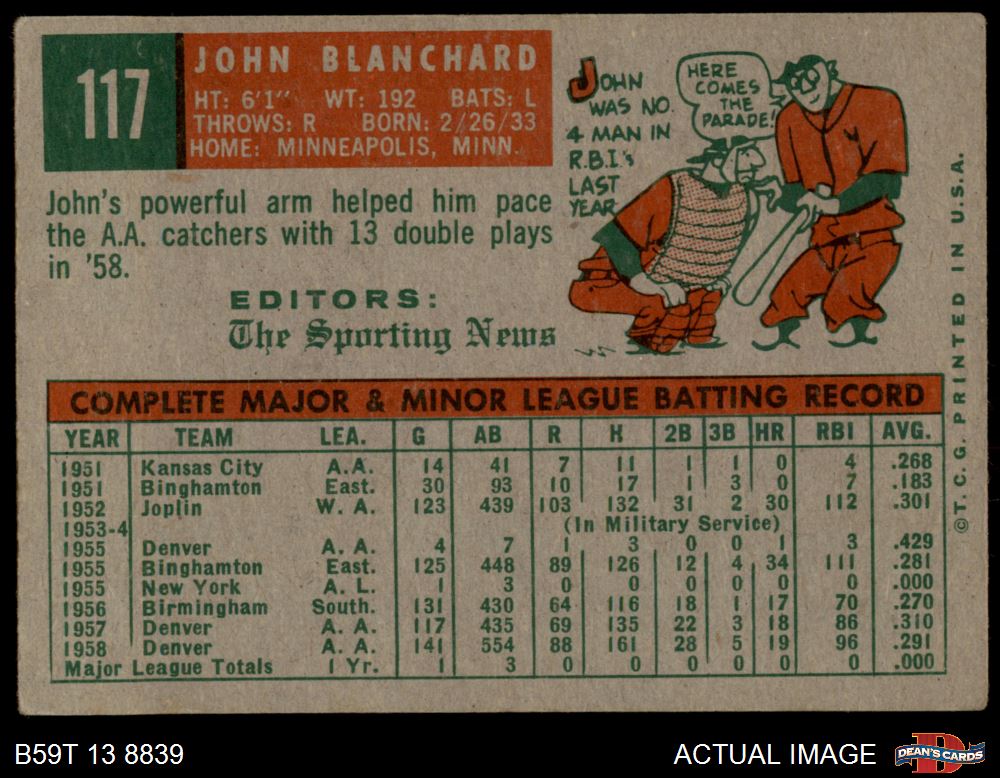 117
JOHN BLANCHARD
HT: 6'1" WT: 192 BATS: L
THROWS: R BORN: 2/26/33
HOME: MINNEAPOLIS, MINN.
John's powerful arm helped him pace
the A.A. catchers with 13 double plays
in '58.
EDITORS:
The Sporting News
JOHN
WAS NO.
4 MAN IN
R.B.I.'s
LAST
YEAR
HERE
COMES
THE
PARADE!
COMPLETE MAJOR & MINOR LEAGUE BATTING RECORD
YEAR TEAM LEA. G AB R H 2B 3B HR RBI AVG.
1951 Kansas City A.A. 14 41 7 11 1 1 0 4 .268
1951 Binghamton East. 30 93 10 17 1 3 0 7 .183
1952 Joplin W. A. 123 439 103 132 31 2 30 112 .301
1953-4 (In Military Service)
1955 Denver A. A. 4 7 1 3 0 0 1 3 .429
1955 Binghamton East. 125 448 89 126 12 4 34 111 .281
1955 New York A. L. 1 3 0 0 0 0 0 0 .000
1956 Birmingham South. 131 430 64 116 18 1 17 70 .270
1957 Denver A. A. 117 435 69 135 22 3 18 86 .310
1958 Denver A. A. 141 554 88 161 28 5 19 96 .291
Major League Totals 1 Yr. 1 3 0 0 0 0 0 0 .000
©T. C. G. PRINTED IN U.S.A.
B59T 13 8839
ACTUAL IMAGE
D
DEAN'S CARDS